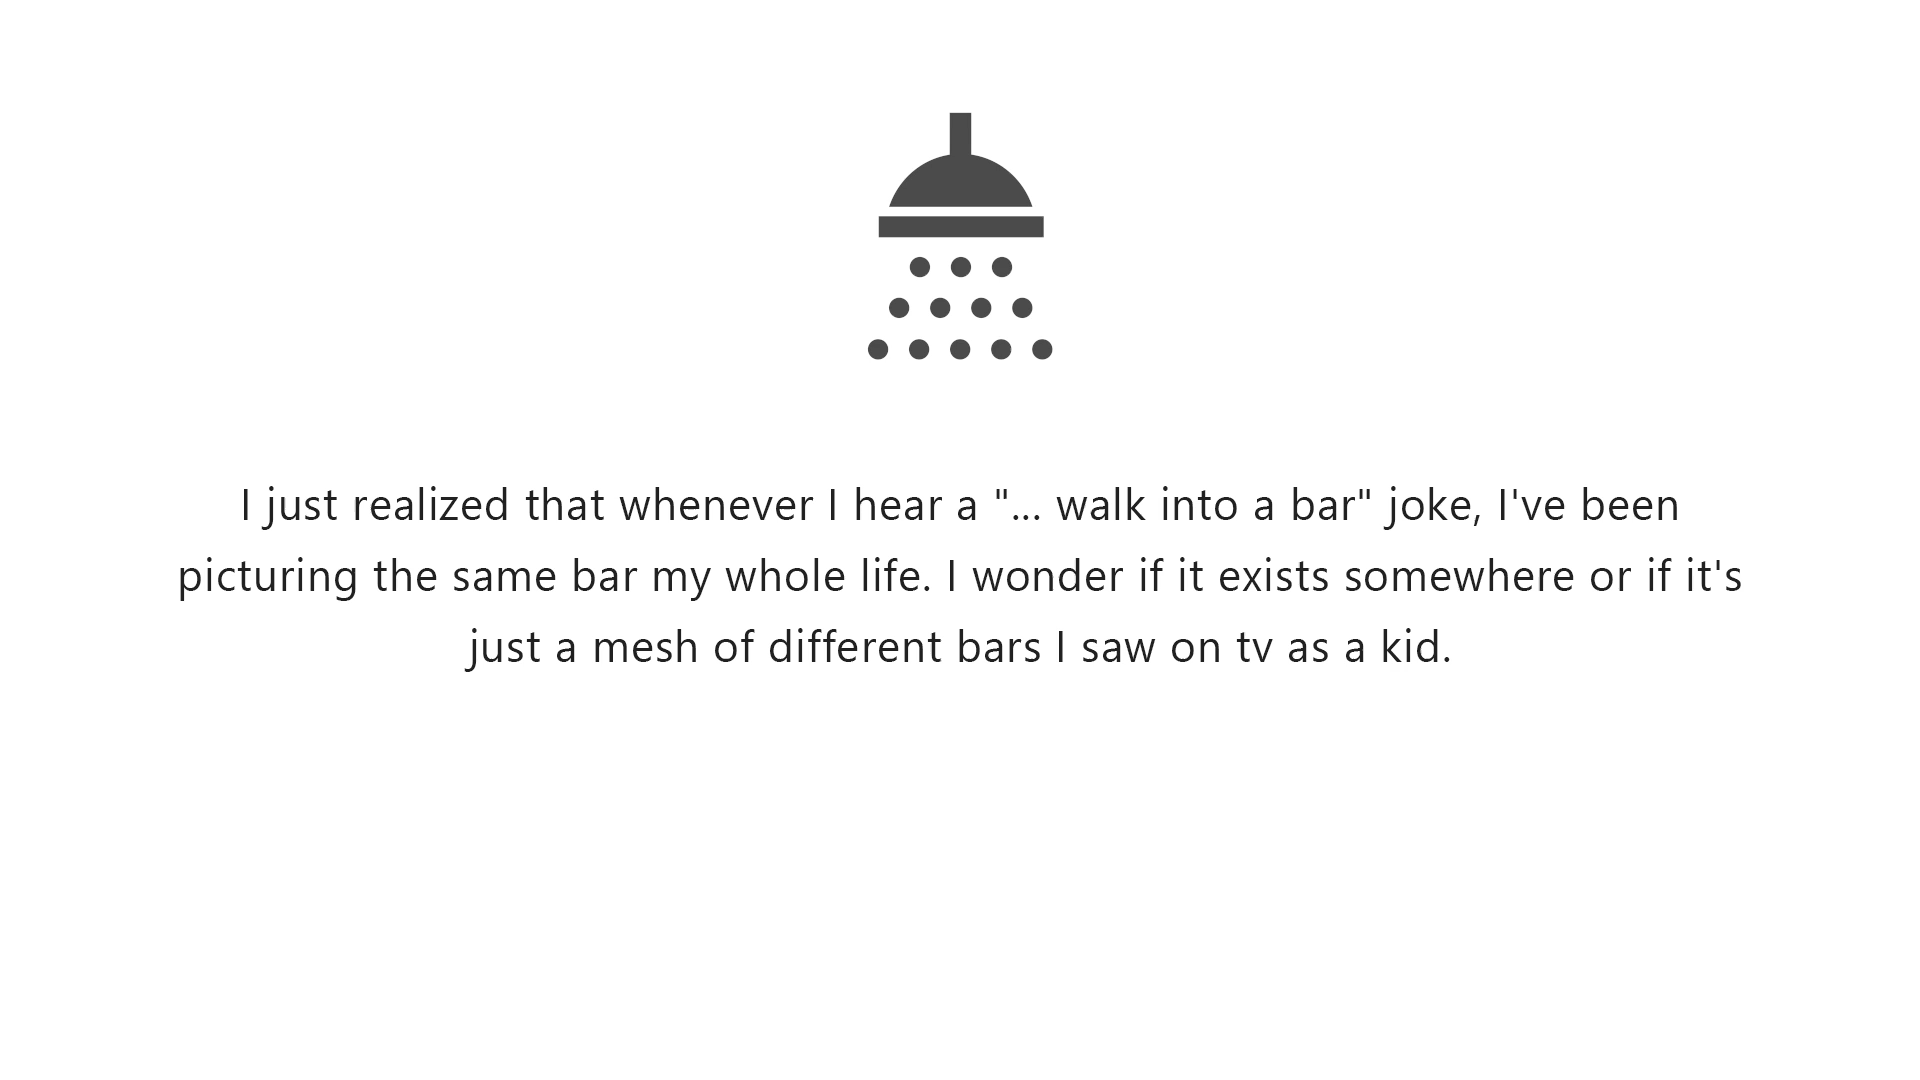 I just realized that whenever I hear a "... walk into a bar" joke, I've been
picturing the same bar my whole life. I wonder if it exists somewhere or if it's
just a mesh of different bars I saw on tv as a kid.